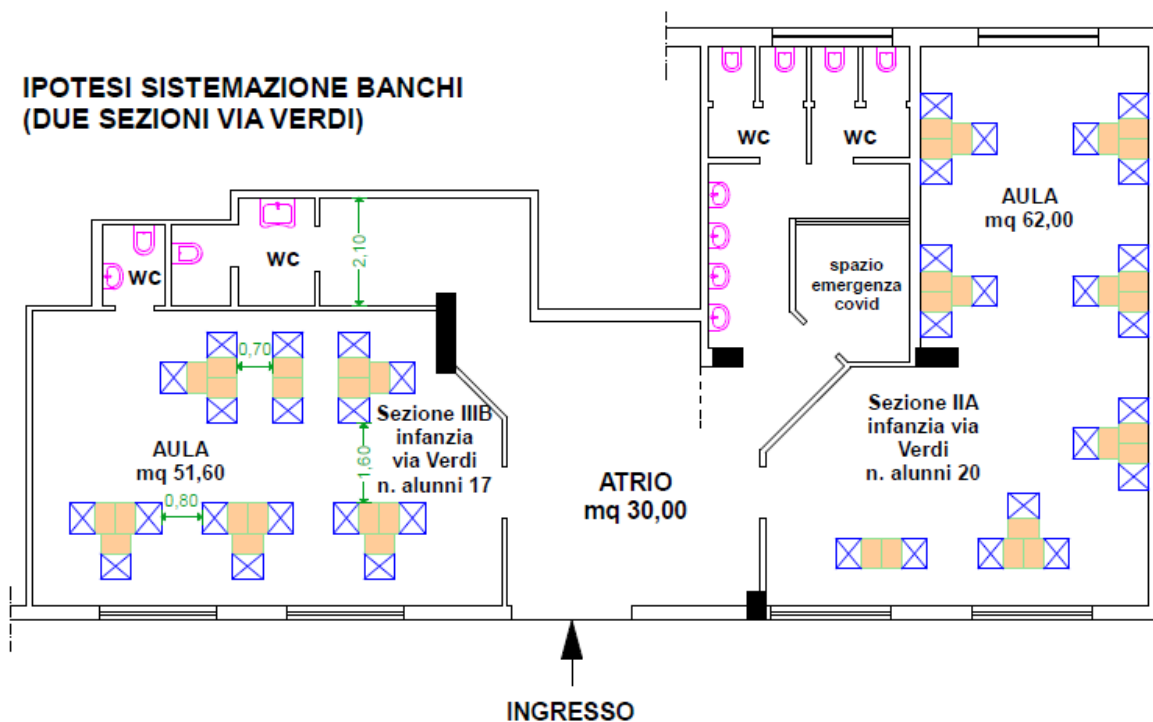 IPOTESI SISTEMAZIONE BANCHI
(DUE SEZIONI VIA VERDI)
wc
wc
AULA
mq 62,00
wc
wc
2,10
spazio
emergenza
covid
0,70
Sezione IIIB
infanzia
via Verdi
n. alunni 17
1,60
AULA
mq 51,60
0,80
ATRIO
mq 30,00
Sezione IIA
infanzia via
Verdi
n. alunni 20
INGRESSO